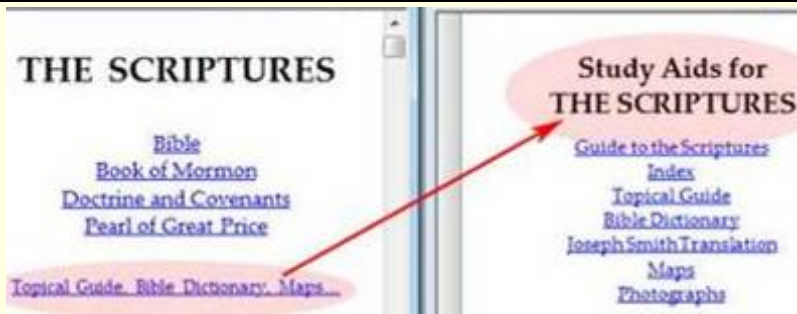 THE SCRIPTURES
Bible
Book of Mormon
Doctrine and Covenants
Pearl of Great Price
Topical Guide, Bible Dictionary, Maps...
Study Aids for
THE SCRIPTURES
Guide to the Scriptures
Index
Topical Guide
Bible Dictionary
Joseph Smith Translation
Maps
Photographs